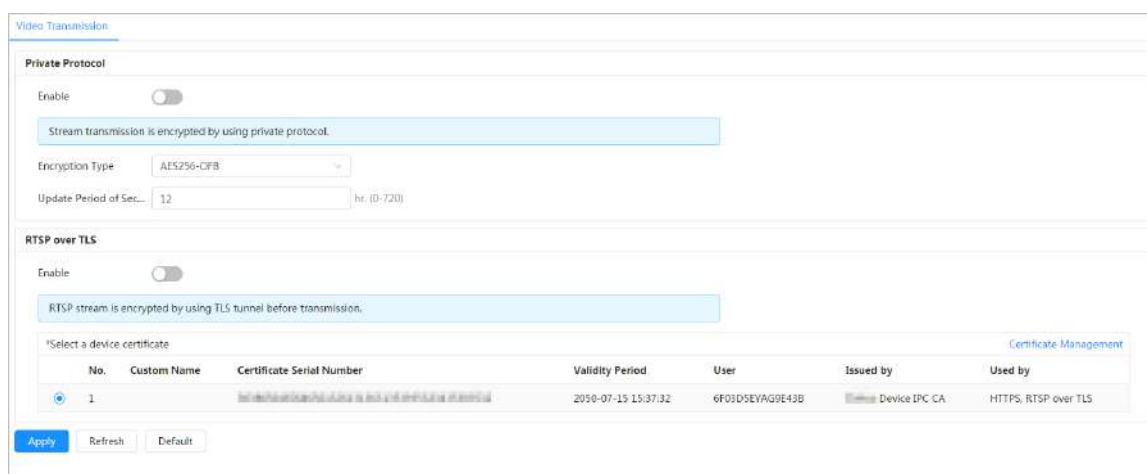 Video Transmission
Private Protocol
Enable
Stream transmission is encrypted by using private protocol.
Encryption Type AES256-OFB
Update Period of Sec... 12 hr. (0-720)
RTSP over TLS
Enable
RTSP stream is encrypted by using TLS tunnel before transmission.
*Select a device certificate Certificate Management
No. Custom Name Certificate Serial Number Validity Period User Issued by Used by
1 2050-07-15 15:37:32 6F03D5EYAG9E43B Device IPC CA HTTPS, RTSP over TLS
Apply Refresh Default